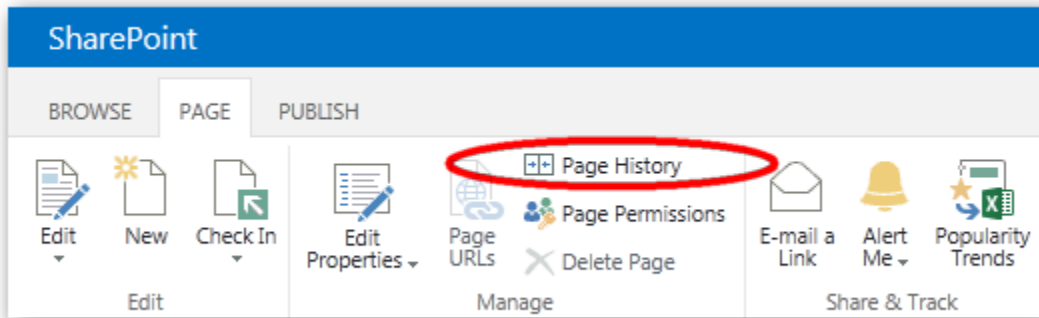 SharePoint
BROWSE PAGE PUBLISH
Edit
New
Check In
Edit
Properties
Page
URLs
Page History
Page Permissions
Delete Page
E-mail a
Link
Alert
Me
Popularity
Trends
Edit
Manage
Share & Track